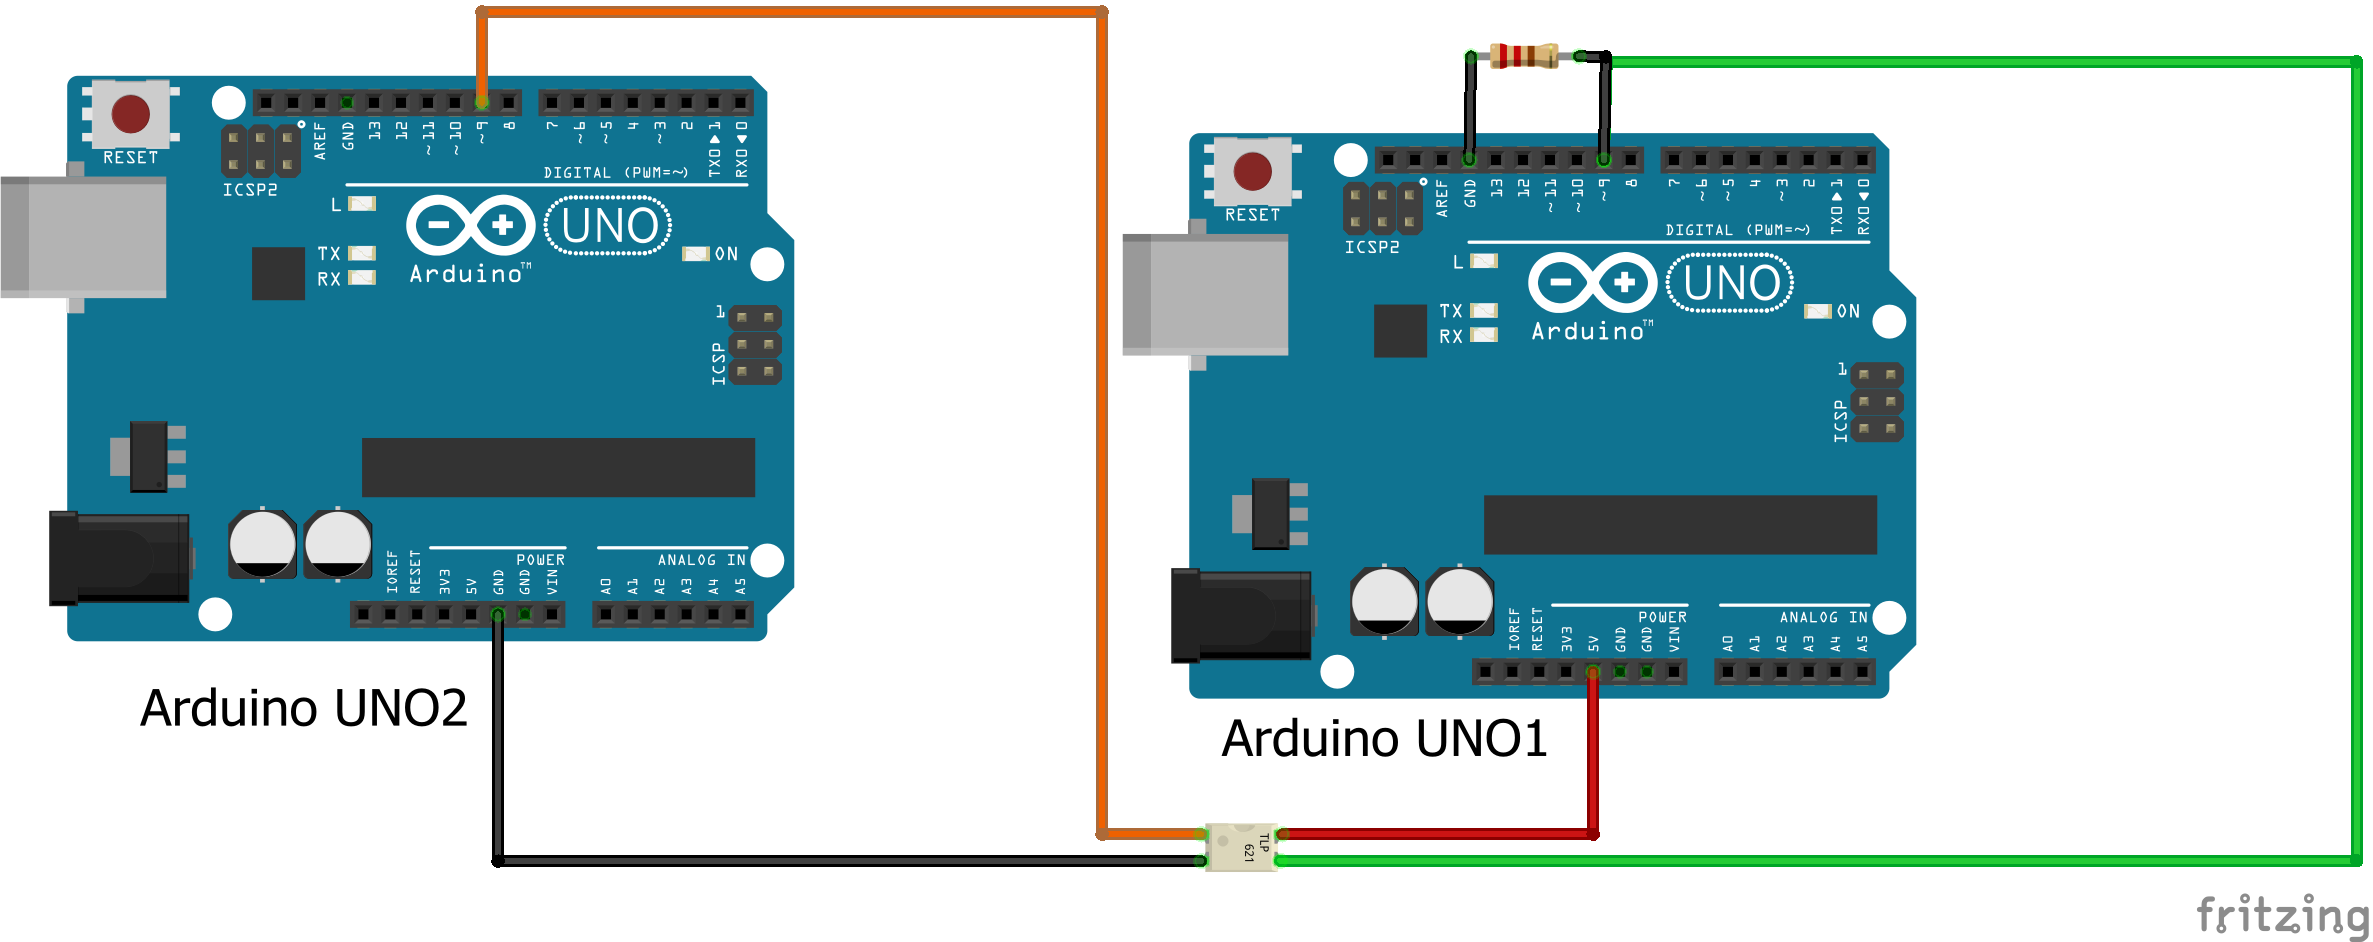 RESET
ICSP2
AREF
GND
13
12
~11
~10
~9
8
7
~6
~5
4
~3
2
TX0▶1
RX0◀0
DIGITAL (PWM=~)
L
TX
RX
Arduino™
UNO
ON
1
ICSP
IOREF
RESET
3V3
5V
GND
GND
VIN
POWER
ANALOG IN
A0
A1
A2
A3
A4
A5
Arduino UNO2
RESET
ICSP2
AREF
GND
13
12
~11
~10
~9
8
7
~6
~5
4
~3
2
TX0▶1
RX0◀0
DIGITAL (PWM=~)
L
TX
RX
Arduino™
UNO
ON
1
ICSP
IOREF
RESET
3V3
5V
GND
GND
VIN
POWER
ANALOG IN
A0
A1
A2
A3
A4
A5
Arduino UNO1
TLP
621
fritzing